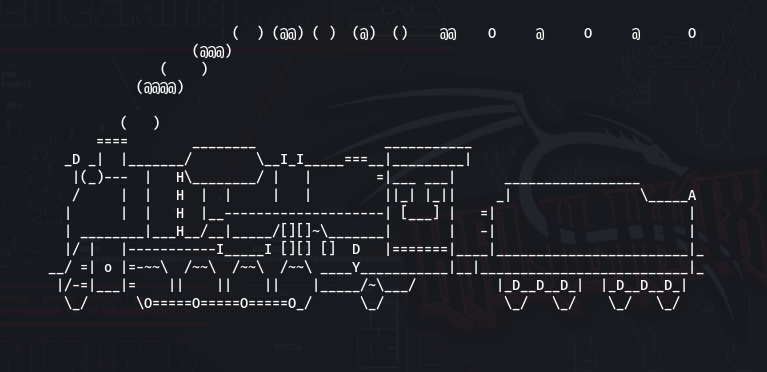 (  ) (@@) ( )  (@)  ()    @@    O     @     O     @      O
                 (@@@)
             (    )
          (@@@@)

        (   )
     ====        ________                ___________
 _D _|  |_______/        \__I_I_____===__|_________|
  |(_)---  |   H\________/ |   |        =|___ ___|      _________________
  /     |  |   H  |  |     |   |         ||_| |_||     _|                \_____A
 |      |  |   H  |__--------------------| [___] |   =|                        |
 | ________|___H__/__|_____/[][]~\_______|       |   -|                        |
 |/ |   |-----------I_____I [][] []  D   |=======|____|________________________|_
__/ =| o |=-~~\  /~~\  /~~\  /~~\ ____Y___________|__|__________________________|_
 |/-=|___|=    ||    ||    ||    |_____/~\___/          |_D__D__D_|  |_D__D__D_|
  \_/      \O=====O=====O=====O_/      \_/               \_/   \_/    \_/   \_/